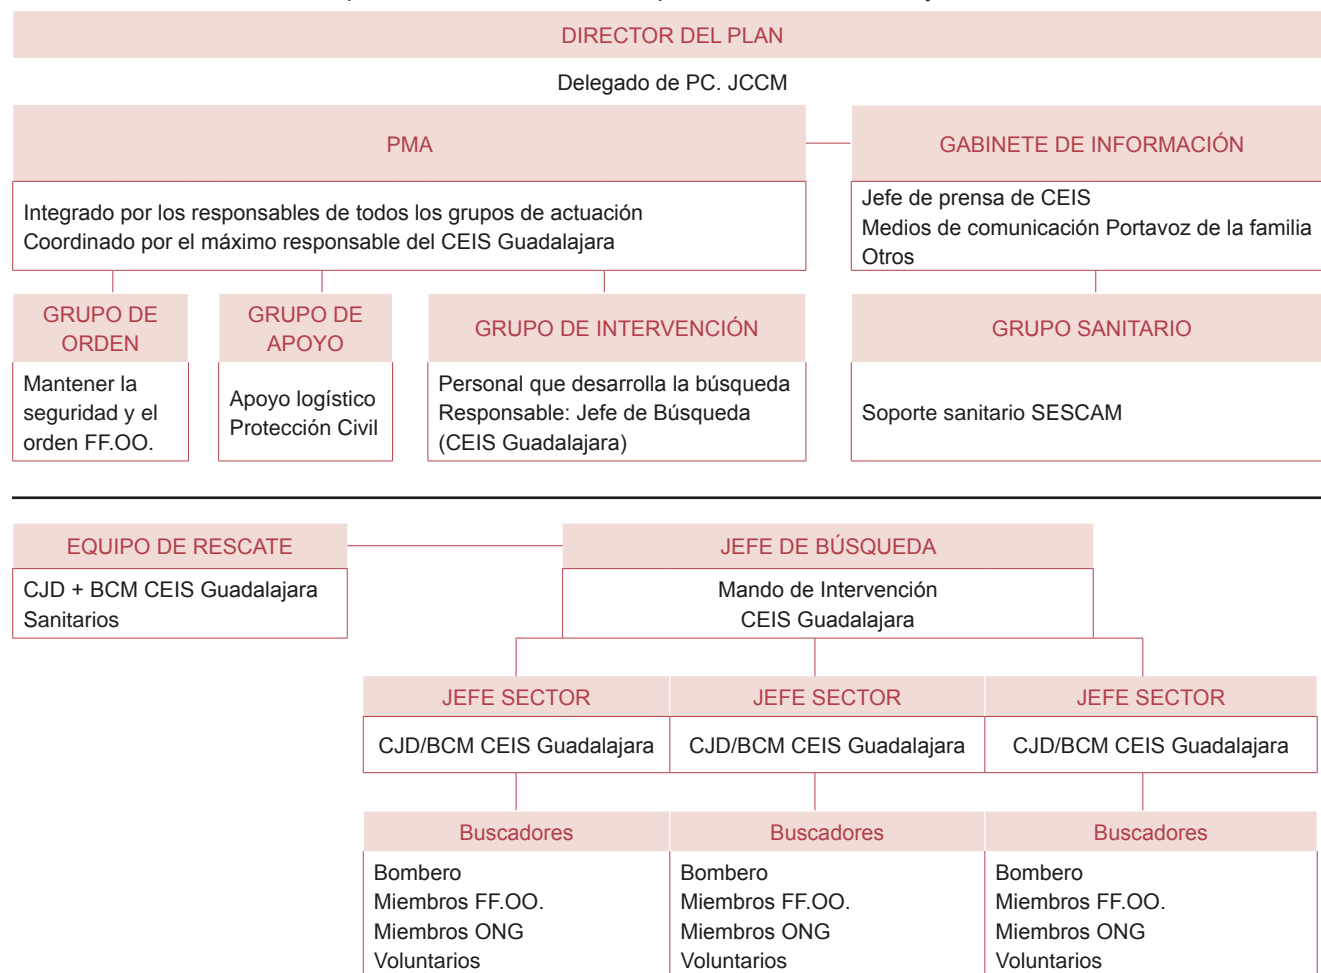 DIRECTOR DEL PLAN
Delegado de PC. JCCM
PMA
Integrado por los responsables de todos los grupos de actuación
Coordinado por el máximo responsable del CEIS Guadalajara
GABINETE DE INFORMACIÓN
Jefe de prensa de CEIS
Medios de comunicación Portavoz de la familia
Otros
GRUPO DE
ORDEN
Mantener la
seguridad y el
orden FF.OO.
GRUPO DE
APOYO
Apoyo logístico
Protección Civil
GRUPO DE INTERVENCIÓN
Personal que desarrolla la búsqueda
Responsable: Jefe de Búsqueda
(CEIS Guadalajara)
GRUPO SANITARIO
Soporte sanitario SESCAM
EQUIPO DE RESCATE
CJD + BCM CEIS Guadalajara
Sanitarios
JEFE DE BÚSQUEDA
Mando de Intervención
CEIS Guadalajara
JEFE SECTOR
CJD/BCM CEIS Guadalajara
Buscadores
Bombero
Miembros FF.OO.
Miembros ONG
Voluntarios
JEFE SECTOR
CJD/BCM CEIS Guadalajara
Buscadores
Bombero
Miembros FF.OO.
Miembros ONG
Voluntarios
JEFE SECTOR
CJD/BCM CEIS Guadalajara
Buscadores
Bombero
Miembros FF.OO.
Miembros ONG
Voluntarios